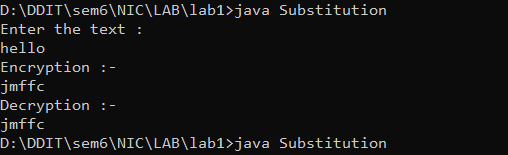 D:\DDIT\sem6\NIC\LAB\lab1>java Substitution
Enter the text :
hello
Encryption :-
jmffc
Decryption :-
jmffc
D:\DDIT\sem6\NIC\LAB\lab1>java Substitution